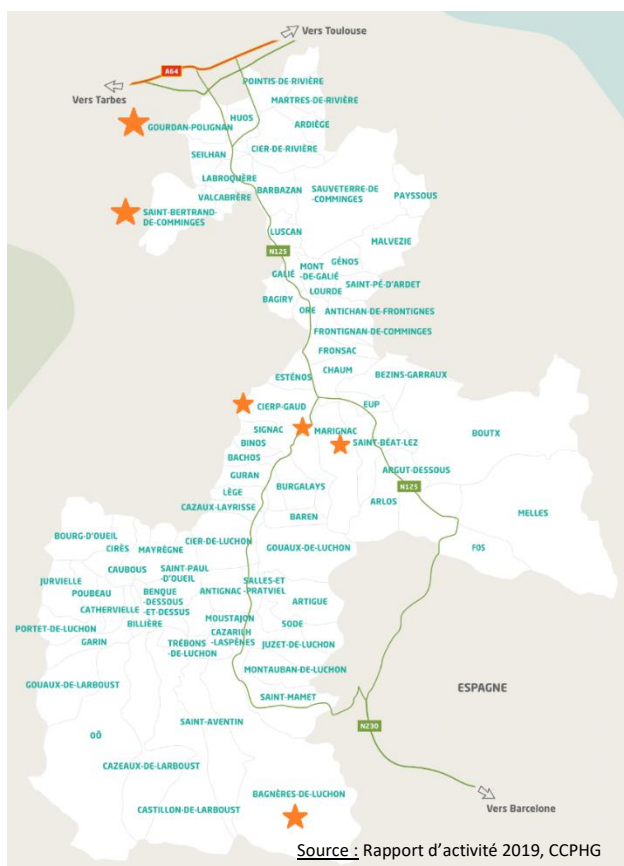 Vers Toulouse
A64
Vers Tarbes
POINTIS-DE-RIVIÈRE
MARTRES-DE-RIVIÈRE
HUOS
ARDIÈGE
GOURDAN-POLIGNAN
CIER-DE-RIVIÈRE
SEILHAN
LABROQUÈRE
BARBAZAN
SAUVETERRE-DE
-COMMINGES
PAYSSOUS
VALCABRÈRE
SAINT-BERTRAND-
DE-COMMINGES
LUSCAN
MALVEZIE
N125
GÉNOS
MONT
-DE-GALIÉ
GALIÉ
SAINT-PÉ-D'ARDET
LOURDE
BAGIRY
ORE
ANTICHAN-DE-FRONTIGNES
FRONTIGNAN-DE-COMMINGES
FRONSAC
CHAUM
BEZINS-GARRAUX
ESTÉNOS
CIERP-GAUD
EUP
SIGNAC
MARIGNAC
BOUTX
BINOS
SAINT-BÉAT-LEZ
BACHOS
ARGUT-DESSOUS
GURAN
BURGALAYS
N125
LÈGE
ARLOS
CAZAUX-LAYRISSE
MELLES
BAREN
BOURG-D'OUEIL
CIER-DE-LUCHON
CIRÈS
MAYRÈGNE
GOUAUX-DE-LUCHON
FOS
CAUBOUS
SAINT-PAUL
-D'OUEIL
JURVIELLE
SALLES-ET
-PRATVIEL
POUBEAU
BENQUE
-DESSOUS
-ET-DESSUS
ANTIGNAC
ARTIGUE
CATHERVIELLE
BILLIÈRE
MOUSTAJON
SODE
PORTET-DE-LUCHON
CAZARILH
-LASPÈNES
GARIN
TRÉBONS
-DE-LUCHON
JUZET-DE-LUCHON
MONTAUBAN-DE-LUCHON
GOUAUX-DE-LARBOUST
SAINT-MAMET
ESPAGNE
SAINT-AVENTIN
N230
OÔ
CAZEAUX-DE-LARBOUST
BAGNÈRES-DE-LUCHON
CASTILLON-DE-LARBOUST
Vers Barcelone
Source : Rapport d'activité 2019, CCPHG